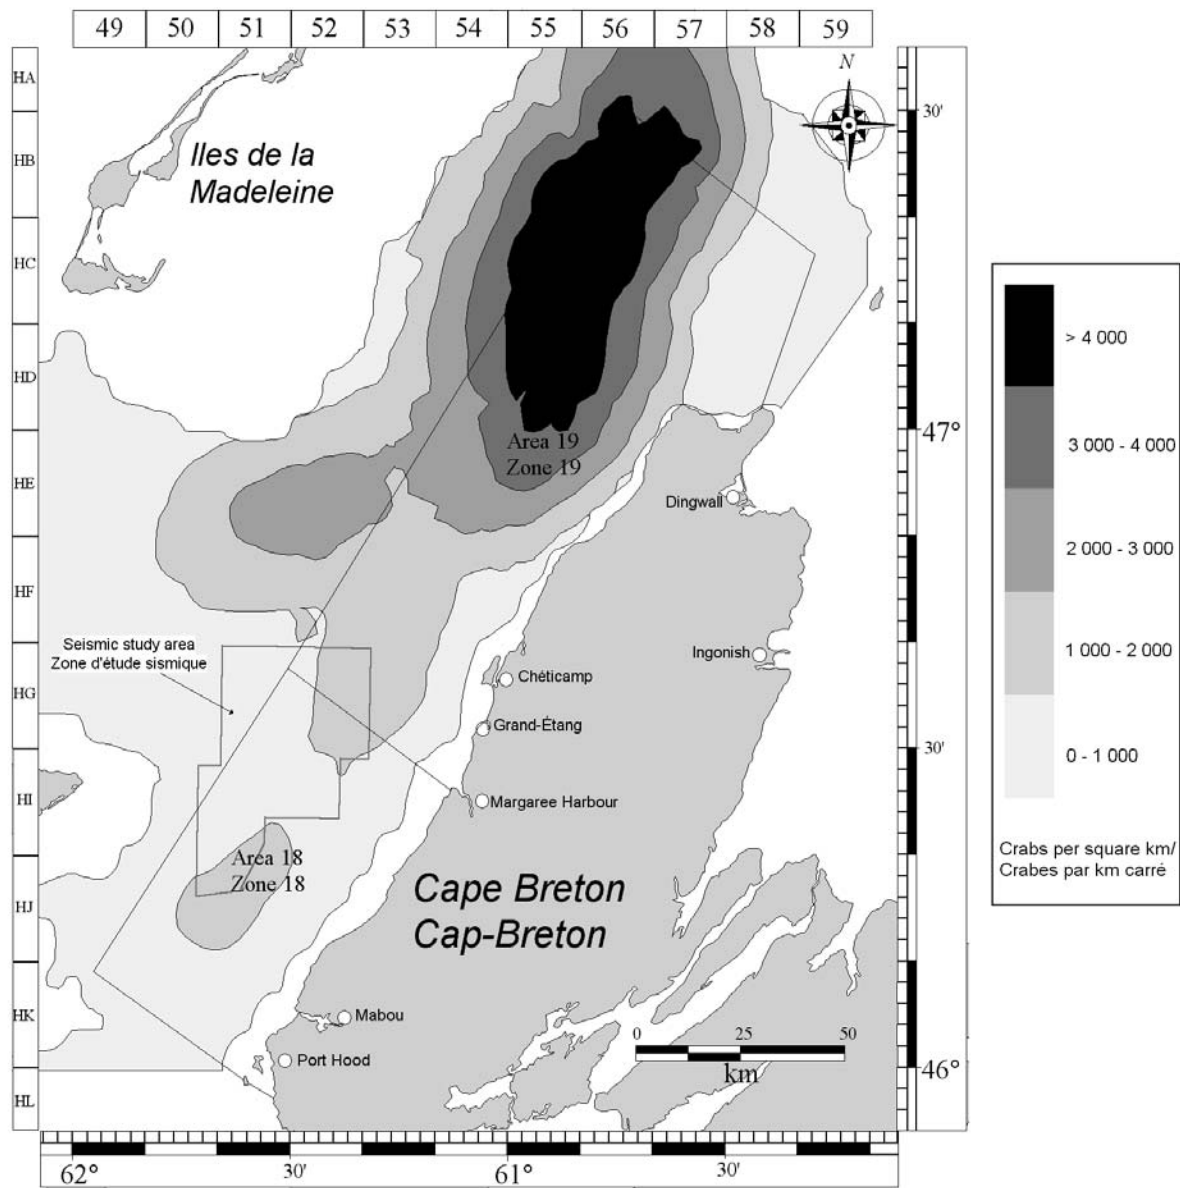 49 50 51 52 53 54 55 56 57 58 59
HA
HB
HC
HD
HE
HF
HG
HI
HJ
HK
HL
N
30'
47°
30'
46°
Iles de la
Madeleine
Area 19
Zone 19
Dingwall
Ingonish
Seismic study area
Zone d'étude sismique
Chéticamp
Grand-Étang
Margaree Harbour
Area 18
Zone 18
Cape Breton
Cap-Breton
Mabou
Port Hood
0 25 50
km
62° 30' 61° 30'
> 4 000
3 000 - 4 000
2 000 - 3 000
1 000 - 2 000
0 - 1 000
Crabs per square km/
Crabes par km carré